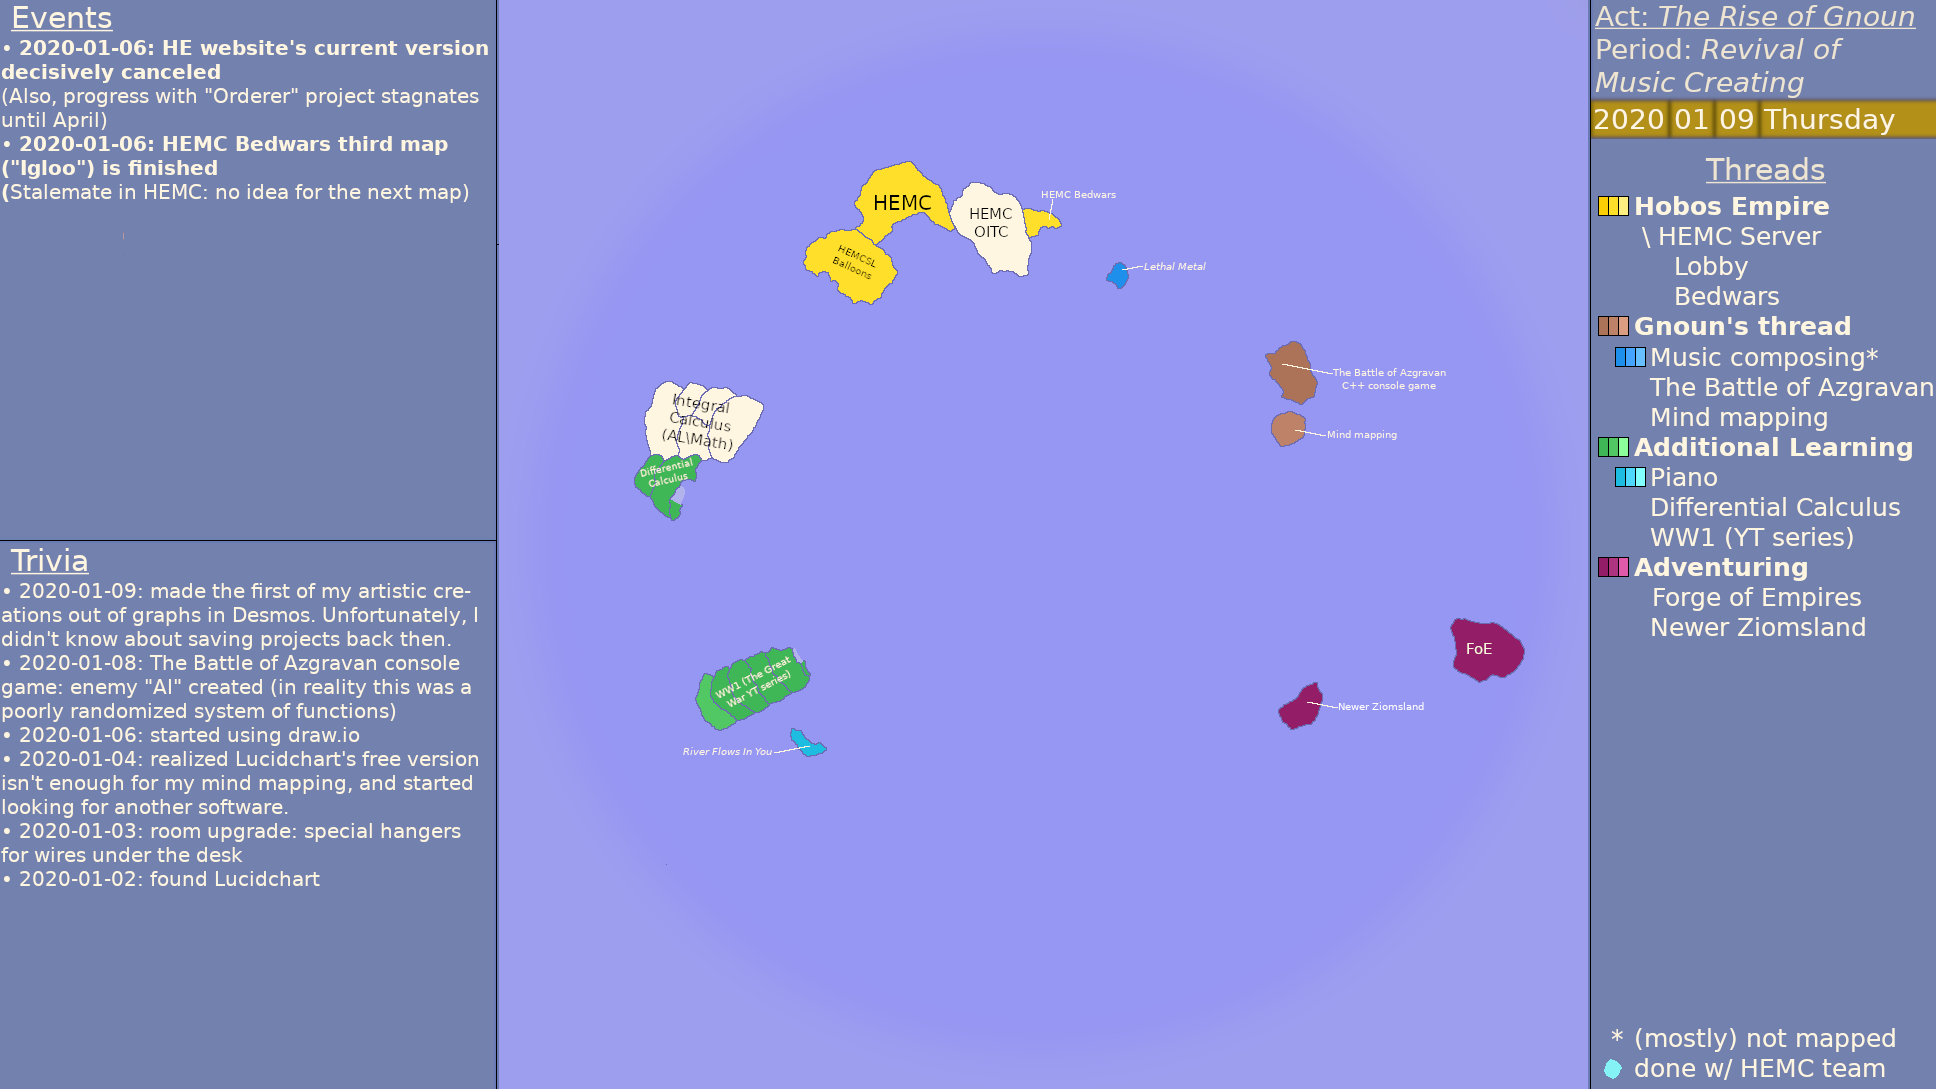 Events
• 2020-01-06: HE website's current version
decisively canceled
(Also, progress with "Orderer" project stagnates
until April)
• 2020-01-06: HEMC Bedwars third map
("Igloo") is finished
(Stalemate in HEMC: no idea for the next map)
Trivia
• 2020-01-09: made the first of my artistic cre-
ations out of graphs in Desmos. Unfortunately, I
didn't know about saving projects back then.
• 2020-01-08: The Battle of Azgravan console
game: enemy "AI" created (in reality this was a
poorly randomized system of functions)
• 2020-01-06: started using draw.io
• 2020-01-04: realized Lucidchart's free version
isn't enough for my mind mapping, and started
looking for another software.
• 2020-01-03: room upgrade: special hangers
for wires under the desk
• 2020-01-02: found Lucidchart
HEMC
HEMC
OITC
HEMC Bedwars
HEMCSL
Balloons
Lethal Metal
The Battle of Azgravan
C++ console game
Mind mapping
Integral
Calculus
(AL\Math)
Differential
Calculus
WW1 (The Great
War YT series)
River Flows In You
FoE
Newer Ziomsland
Act: The Rise of Gnoun
Period: Revival of
Music Creating
2020 01 09 Thursday
Threads
Hobos Empire
\ HEMC Server
Lobby
Bedwars
Gnoun's thread
Music composing*
The Battle of Azgravan
Mind mapping
Additional Learning
Piano
Differential Calculus
WW1 (YT series)
Adventuring
Forge of Empires
Newer Ziomsland
* (mostly) not mapped
done w/ HEMC team